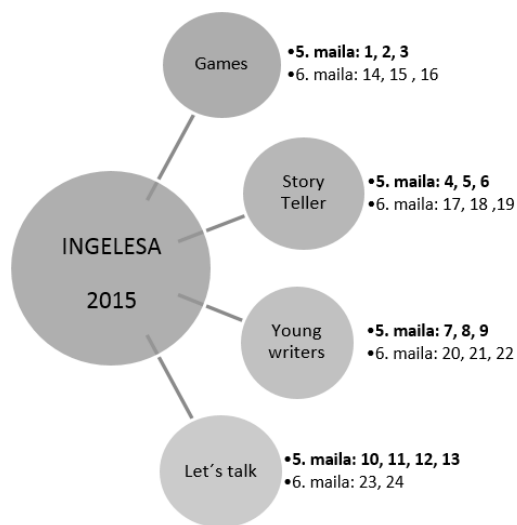 Games
•5. maila: 1, 2, 3
•6. maila: 14, 15 , 16
Story
Teller
•5. maila: 4, 5, 6
•6. maila: 17, 18 ,19
INGELESA
2015
Young
writers
•5. maila: 7, 8, 9
•6. maila: 20, 21, 22
Let´s talk
•5. maila: 10, 11, 12, 13
•6. maila: 23, 24